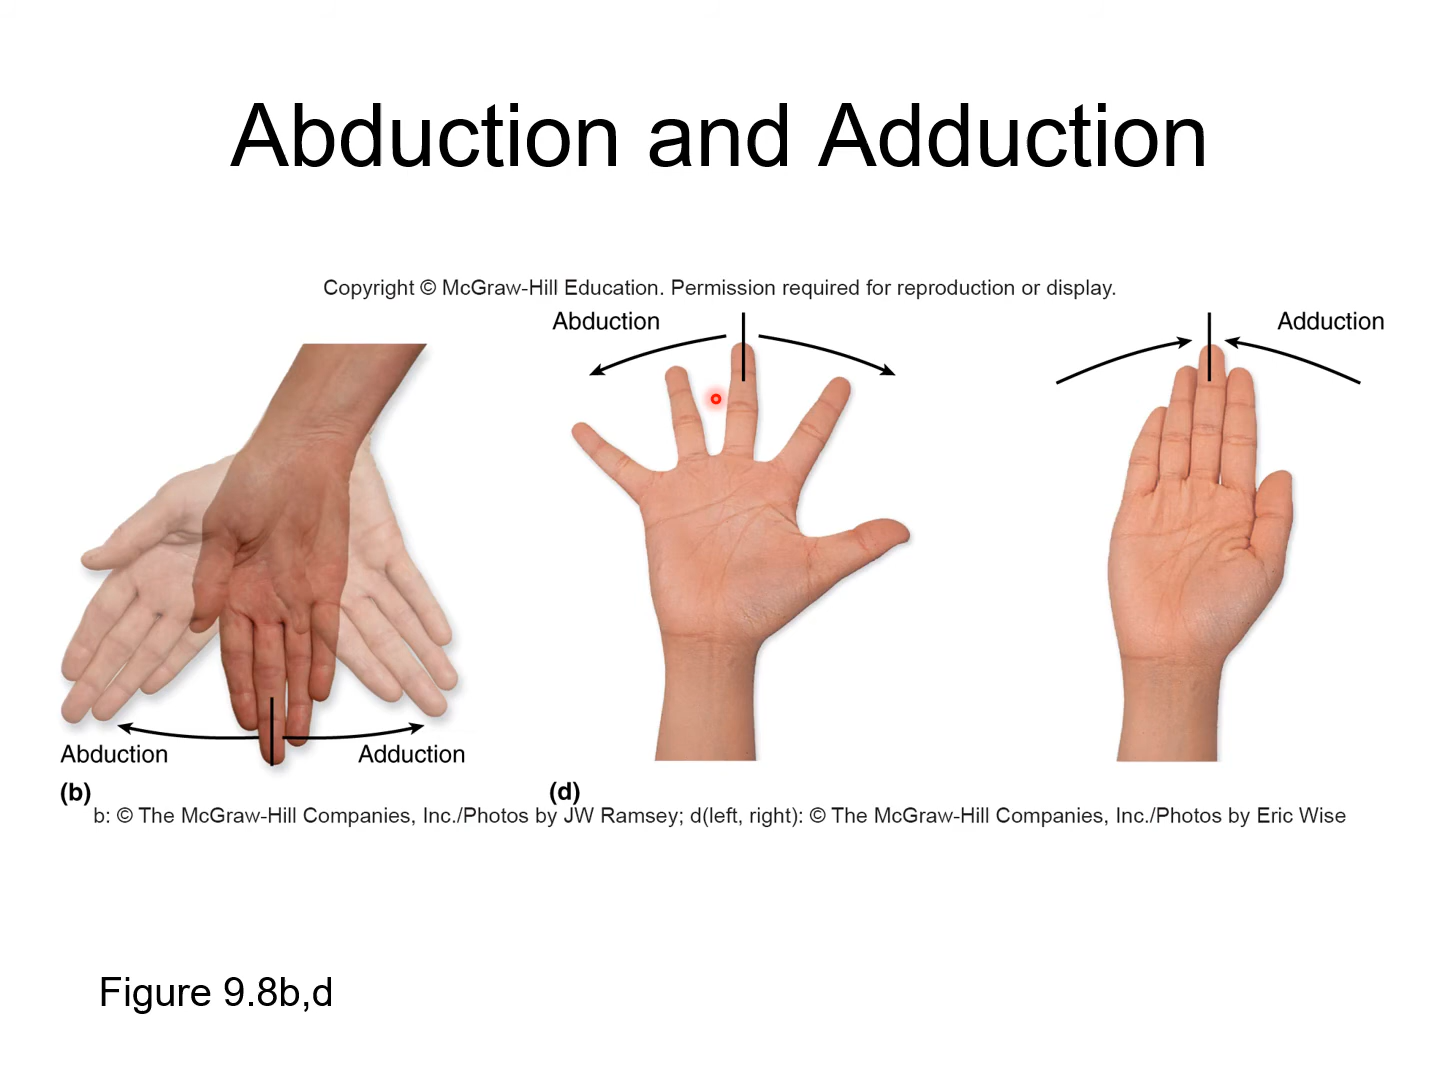 Abduction and Adduction
Copyright © McGraw-Hill Education. Permission required for reproduction or display.
Abduction
Adduction
Abduction
Adduction
(b)
(d)
b: © The McGraw-Hill Companies, Inc./Photos by JW Ramsey; d(left, right): © The McGraw-Hill Companies, Inc./Photos by Eric Wise
Figure 9.8b,d